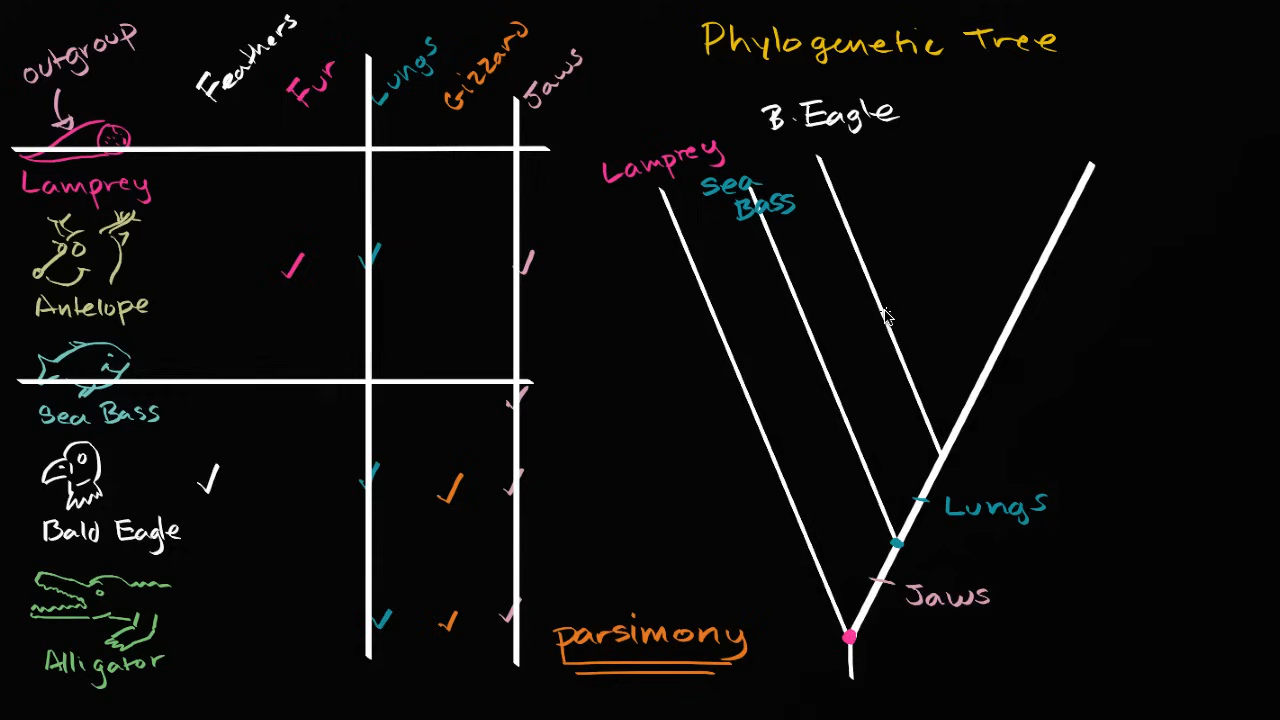 outgroup
Feathers
Fur
Lungs
Gizzard
Jaws
Lamprey
Antelope
Sea Bass
Bald Eagle
Alligator
parsimony
Phylogenetic Tree
Lamprey
Sea
Bass
B. Eagle
Lungs
Jaws